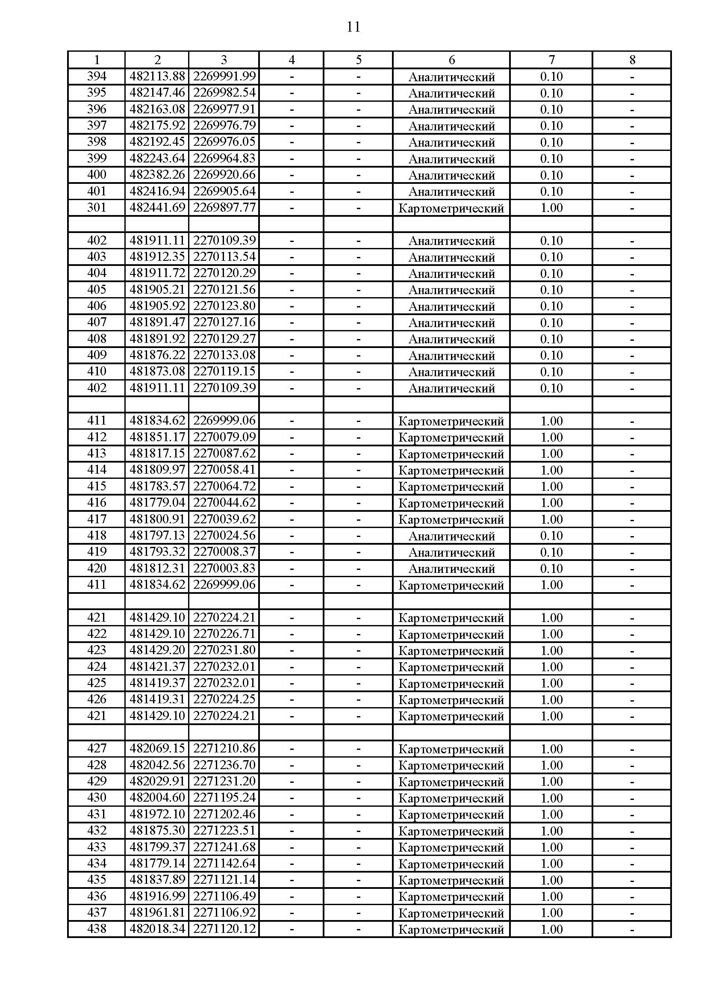 11
1 2 3 4 5 6 7 8
394 482113.88 2269991.99 - - Аналитический 0.10 -
395 482147.46 2269982.54 - - Аналитический 0.10 -
396 482163.08 2269977.91 - - Аналитический 0.10 -
397 482175.92 2269976.79 - - Аналитический 0.10 -
398 482192.45 2269976.05 - - Аналитический 0.10 -
399 482243.64 2269964.83 - - Аналитический 0.10 -
400 482382.26 2269920.66 - - Аналитический 0.10 -
401 482416.94 2269905.64 - - Аналитический 0.10 -
301 482441.69 2269897.77 - - Картометрический 1.00 -
402 481911.11 2270109.39 - - Аналитический 0.10 -
403 481912.35 2270113.54 - - Аналитический 0.10 -
404 481911.72 2270120.29 - - Аналитический 0.10 -
405 481905.21 2270121.56 - - Аналитический 0.10 -
406 481905.92 2270123.80 - - Аналитический 0.10 -
407 481891.47 2270127.16 - - Аналитический 0.10 -
408 481891.92 2270129.27 - - Аналитический 0.10 -
409 481876.22 2270133.08 - - Аналитический 0.10 -
410 481873.08 2270119.15 - - Аналитический 0.10 -
402 481911.11 2270109.39 - - Аналитический 0.10 -
411 481834.62 2269999.06 - - Картометрический 1.00 -
412 481851.17 2270079.09 - - Картометрический 1.00 -
413 481817.15 2270087.62 - - Картометрический 1.00 -
414 481809.97 2270058.41 - - Картометрический 1.00 -
415 481783.57 2270064.72 - - Картометрический 1.00 -
416 481779.04 2270044.62 - - Картометрический 1.00 -
417 481800.91 2270039.62 - - Картометрический 1.00 -
418 481797.13 2270024.56 - - Аналитический 0.10 -
419 481793.32 2270008.37 - - Аналитический 0.10 -
420 481812.31 2270003.83 - - Аналитический 0.10 -
411 481834.62 2269999.06 - - Картометрический 1.00 -
421 481429.10 2270224.21 - - Картометрический 1.00 -
422 481429.10 2270226.71 - - Картометрический 1.00 -
423 481429.20 2270231.80 - - Картометрический 1.00 -
424 481421.37 2270232.01 - - Картометрический 1.00 -
425 481419.37 2270232.01 - - Картометрический 1.00 -
426 481419.31 2270224.25 - - Картометрический 1.00 -
421 481429.10 2270224.21 - - Картометрический 1.00 -
427 482069.15 2271210.86 - - Картометрический 1.00 -
428 482042.56 2271236.70 - - Картометрический 1.00 -
429 482029.91 2271231.20 - - Картометрический 1.00 -
430 482004.60 2271195.24 - - Картометрический 1.00 -
431 481972.10 2271202.46 - - Картометрический 1.00 -
432 481875.30 2271223.51 - - Картометрический 1.00 -
433 481799.37 2271241.68 - - Картометрический 1.00 -
434 481779.14 2271142.64 - - Картометрический 1.00 -
435 481837.89 2271121.14 - - Картометрический 1.00 -
436 481916.99 2271106.49 - - Картометрический 1.00 -
437 481961.81 2271106.92 - - Картометрический 1.00 -
438 482018.34 2271120.12 - - Картометрический 1.00 -